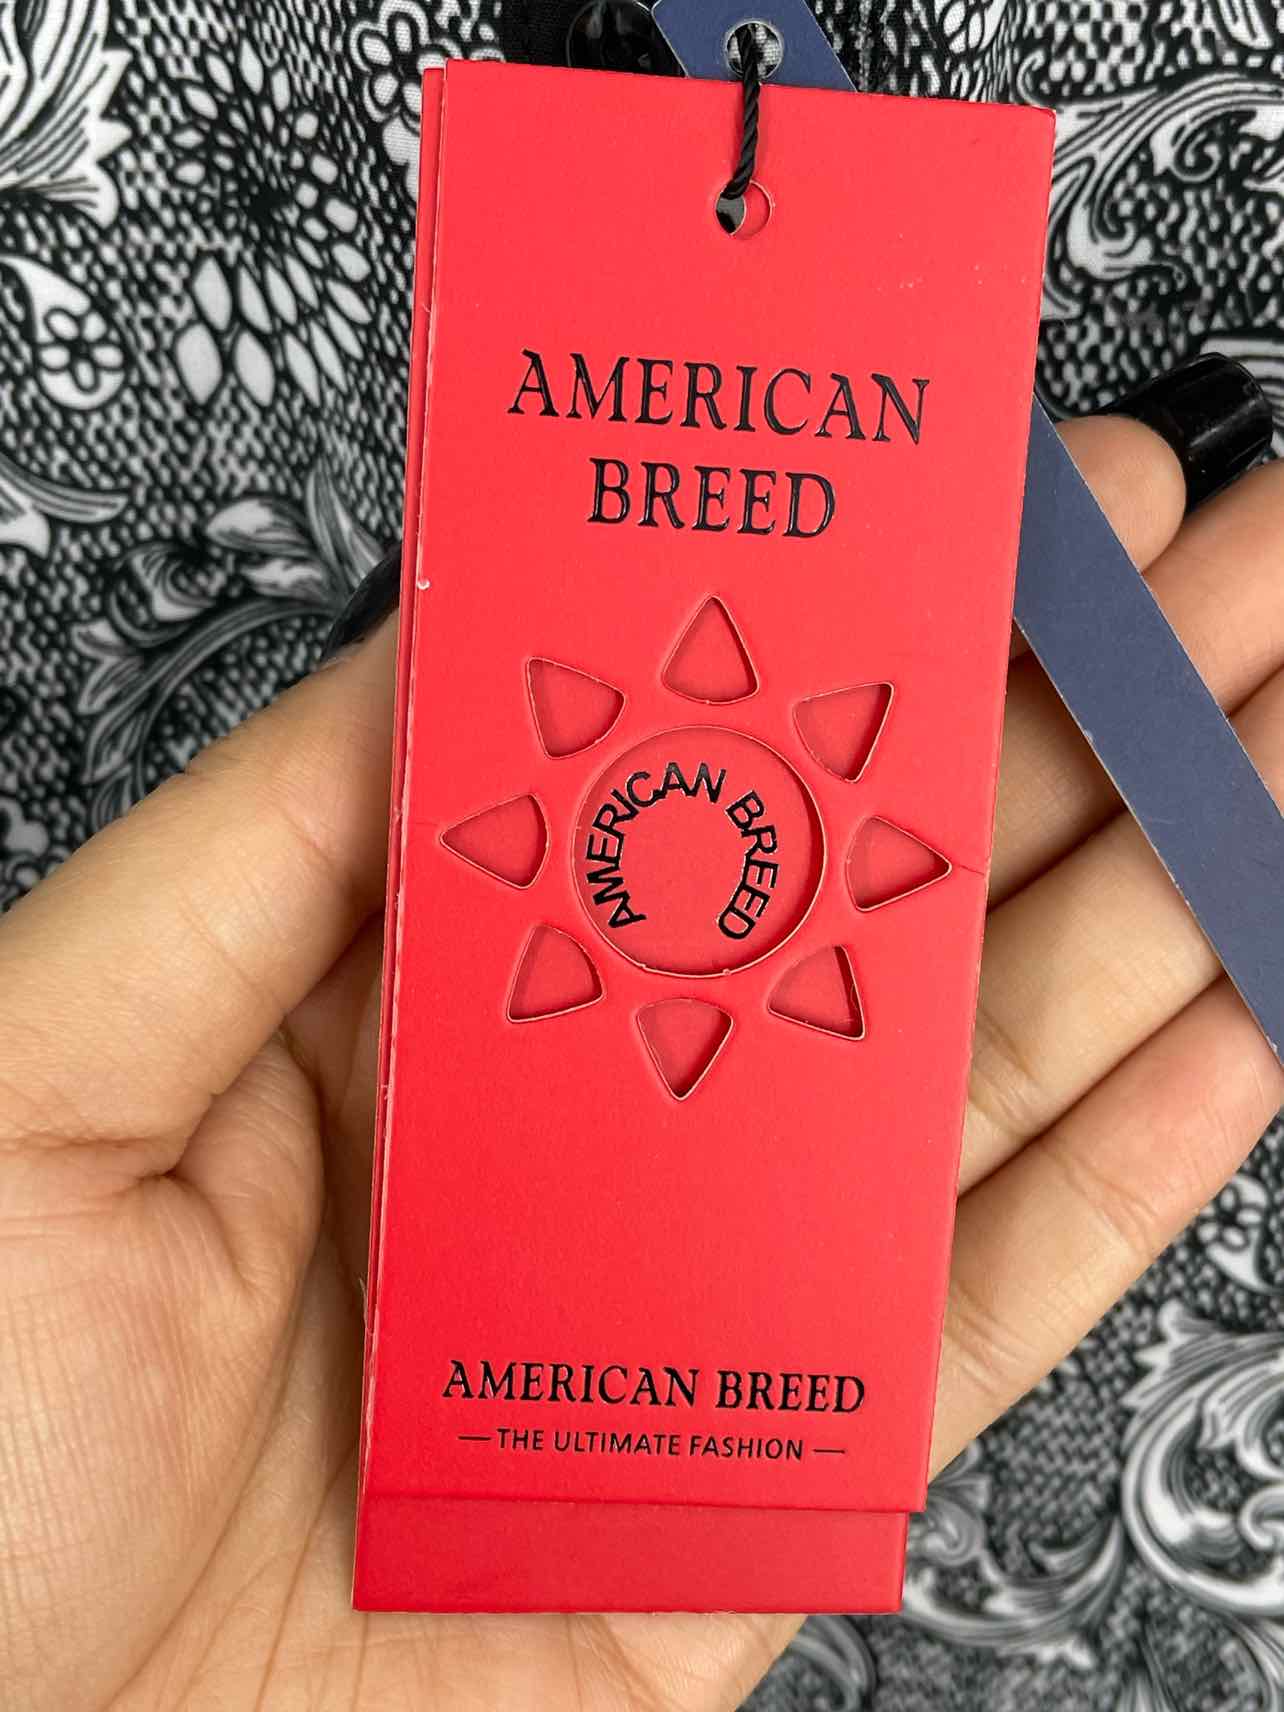 AMERICAN
BREED
AMERICAN BREED
AMERICAN BREED
THE ULTIMATE FASHION